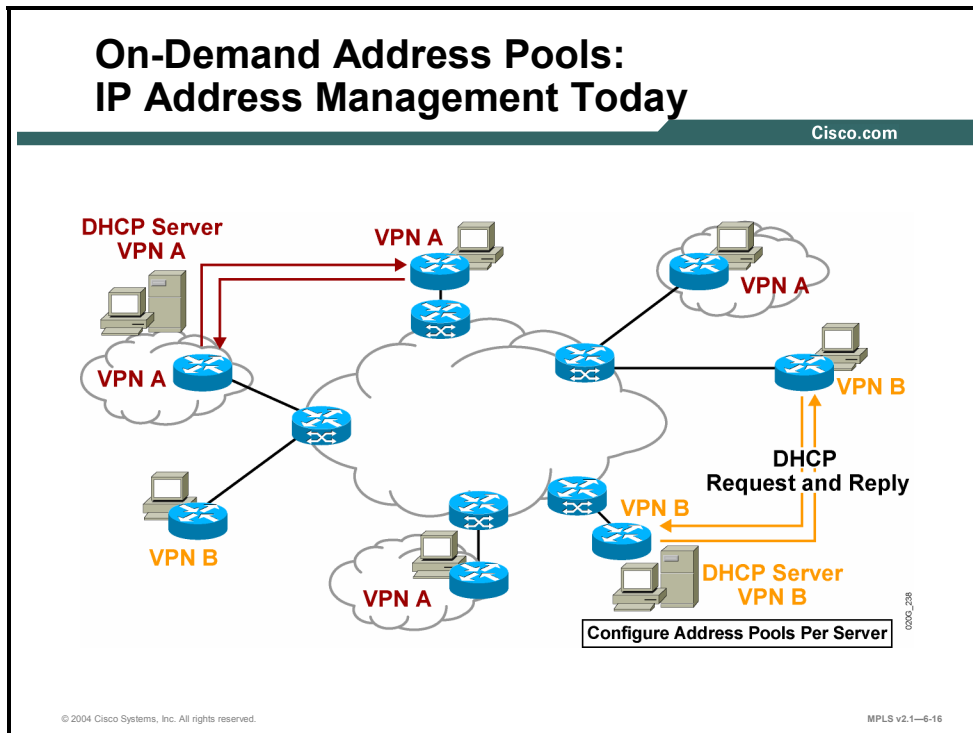 On-Demand Address Pools:
IP Address Management Today
Cisco.com
DHCP Server
VPN A
VPN A
VPN A
VPN A
VPN B
VPN B
DHCP
Request and Reply
VPN B
VPN A
DHCP Server
VPN B
Configure Address Pools Per Server
020G_238
© 2004 Cisco Systems, Inc. All rights reserved.
MPLS v2.1—6-16